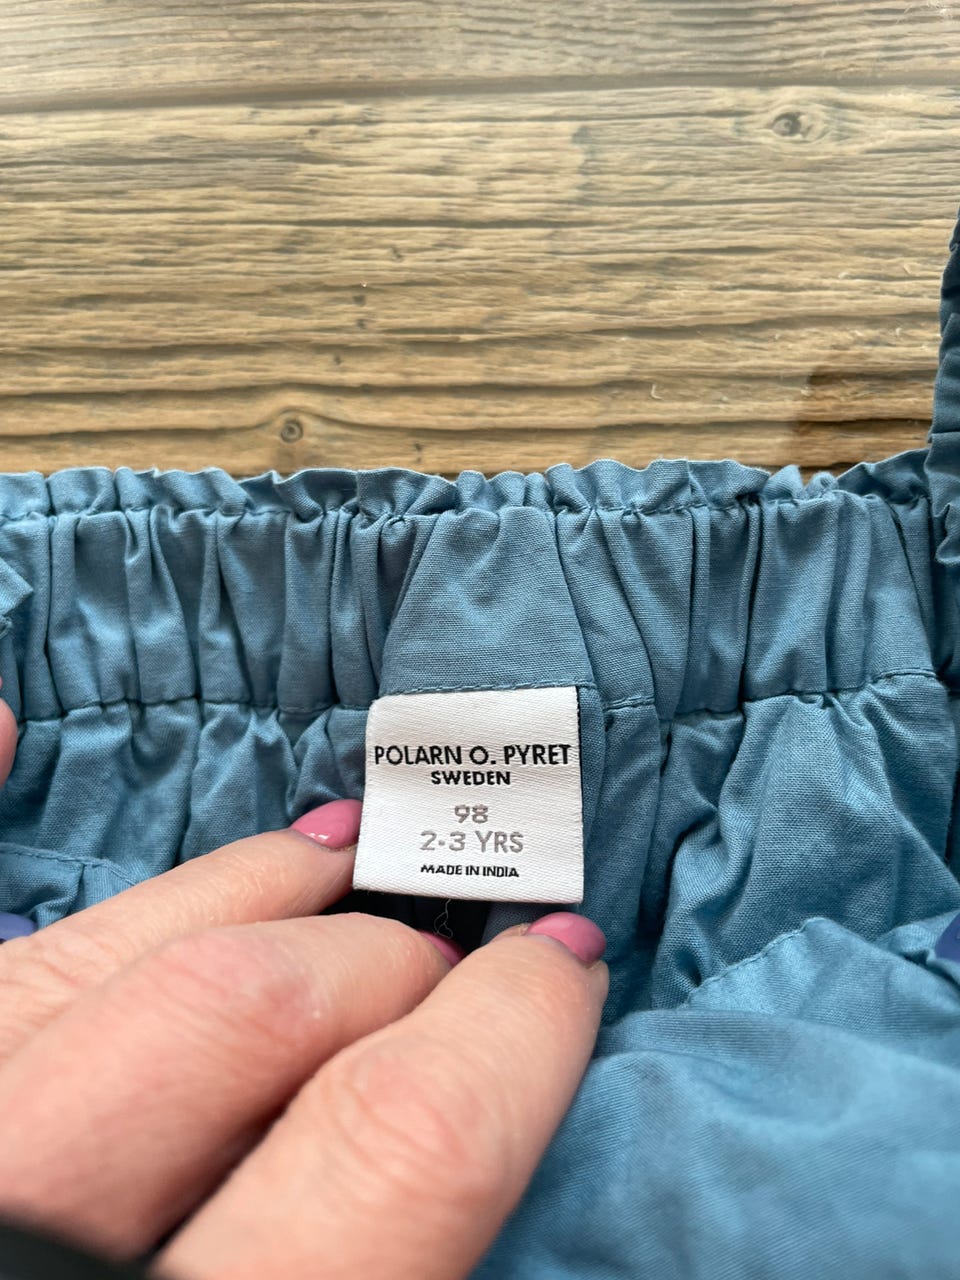 POLARN O. PYRET
SWEDEN
98
2-3 YRS
MADE IN INDIA